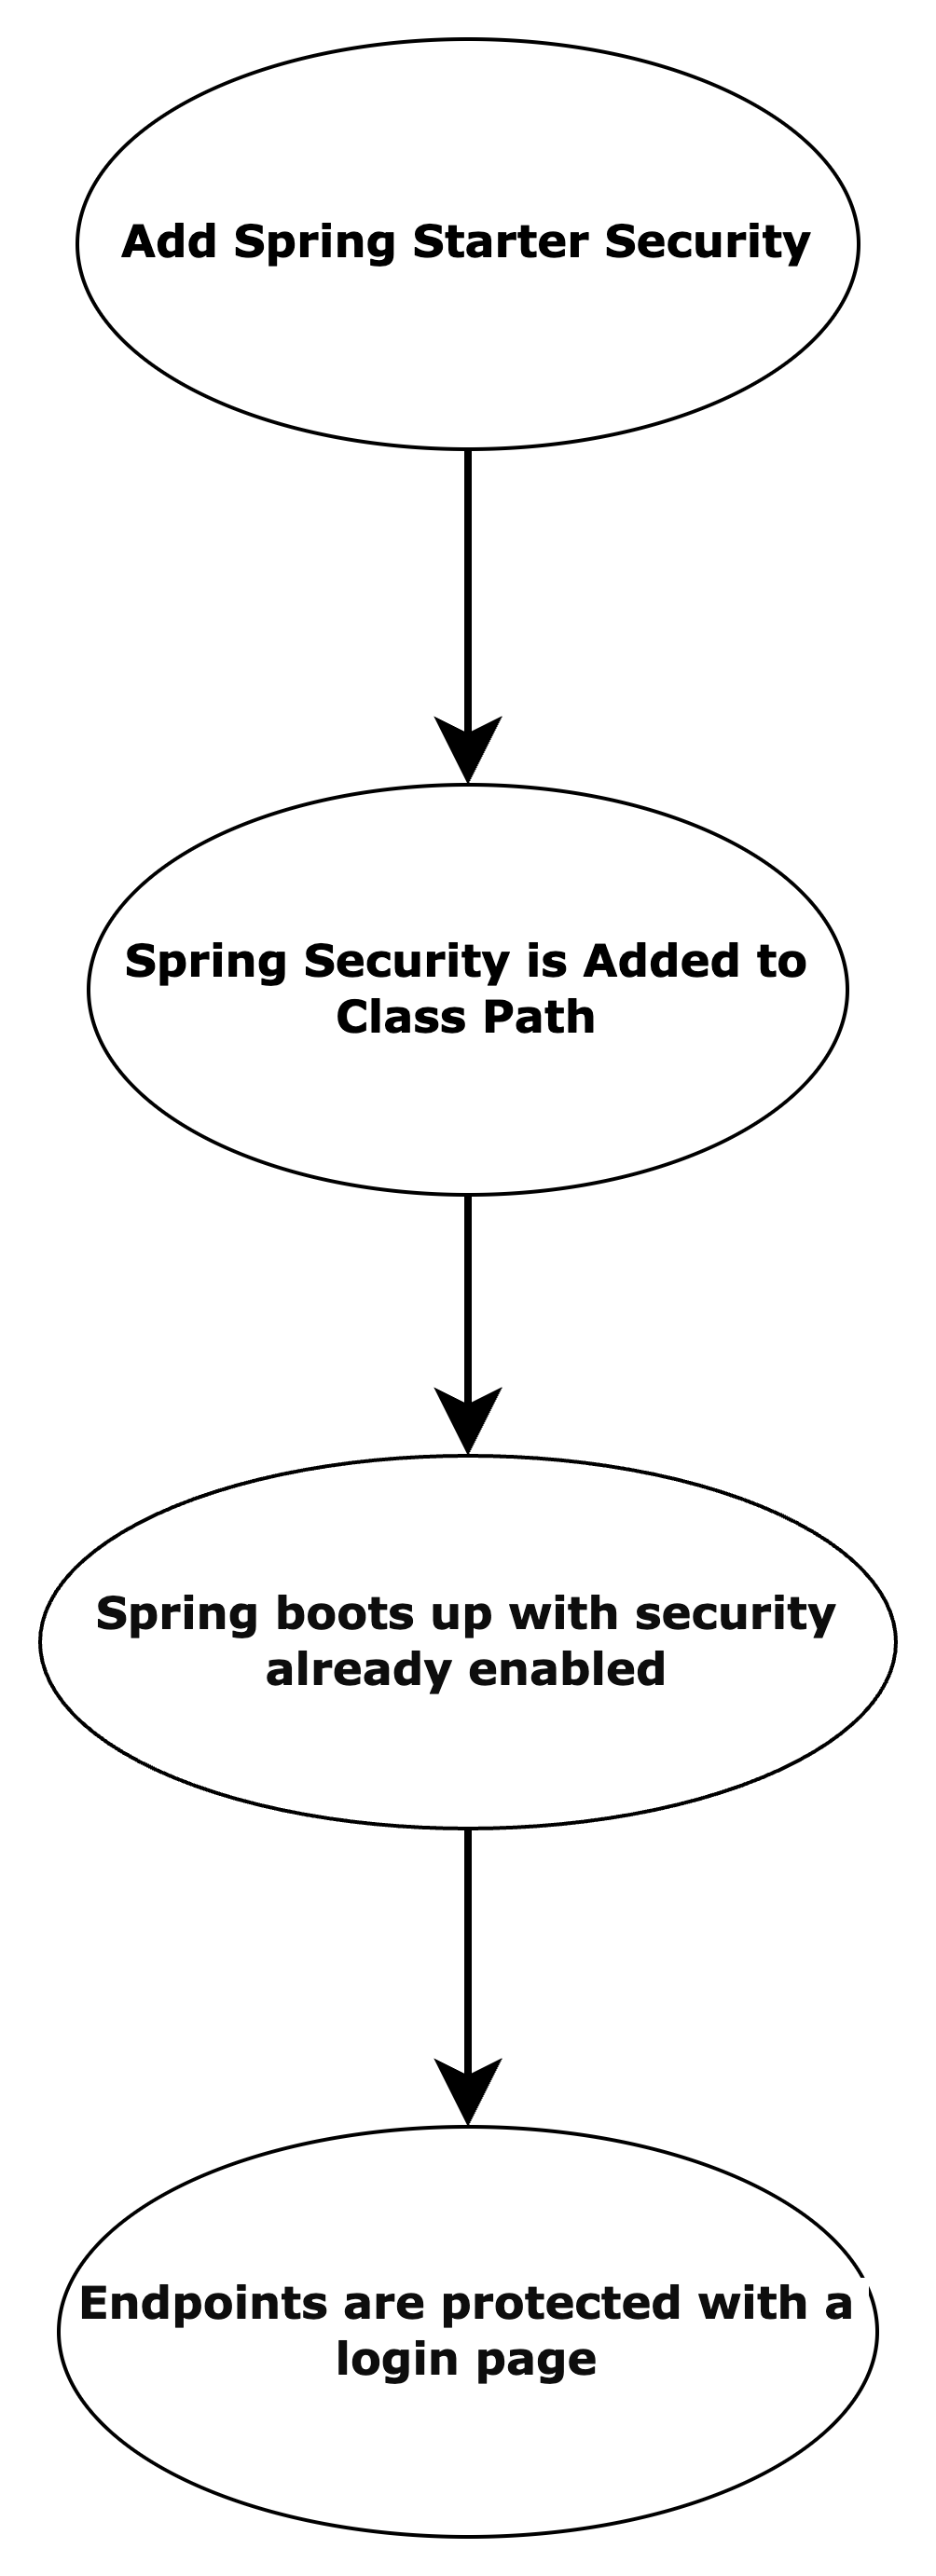 Add Spring Starter Security
Spring Security is Added to
Class Path
Spring boots up with security
already enabled
Endpoints are protected with a
login page